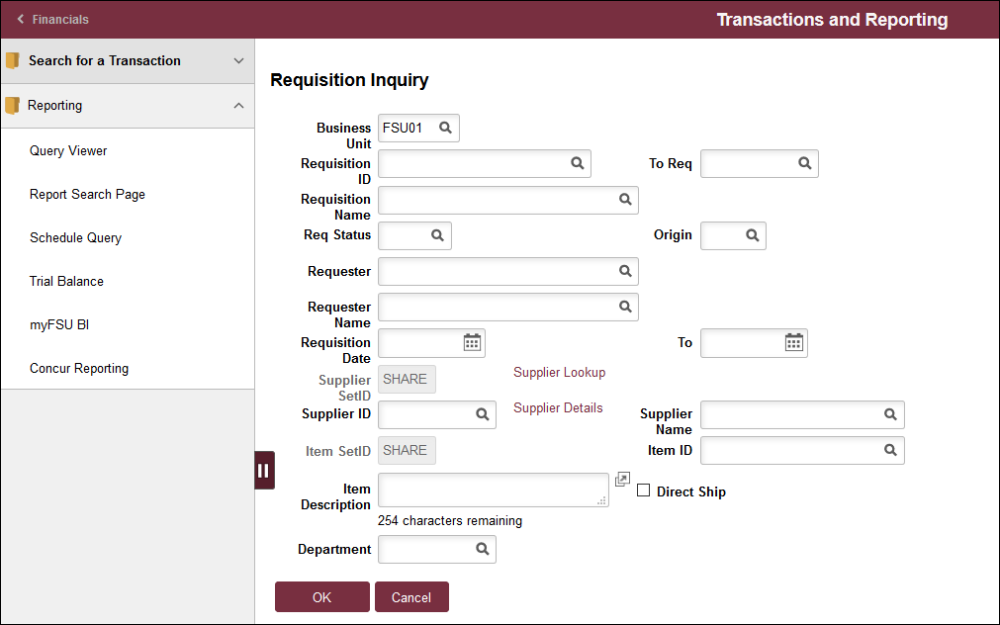 Financials
Transactions and Reporting
Search for a Transaction
Reporting
Query Viewer
Report Search Page
Schedule Query
Trial Balance
myFSU BI
Concur Reporting
Requisition Inquiry
Business
Unit
FSU01
Requisition
ID
To Req
Requisition
Name
Req Status
Origin
Requester
Requester
Name
Requisition
Date
To
Supplier
SetID
SHARE
Supplier Lookup
Supplier ID
Supplier Details
Supplier
Name
Item SetID
SHARE
Item ID
Item
Description
Direct Ship
254 characters remaining
Department
OK
Cancel